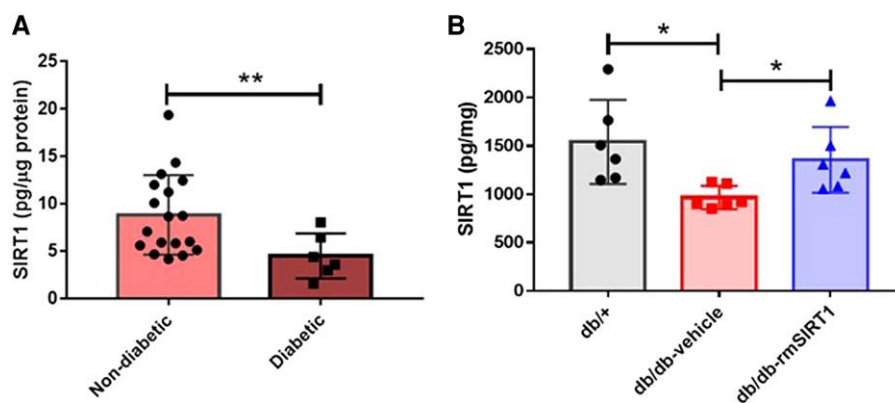 A
SIRT1 (pg/μg protein)
25
20
15
10
5
0
**
Non-diabetic
Diabetic
B
SIRT1 (pg/mg)
2500
2000
1500
1000
500
0
*
*
db/+
db/db-vehicle
db/db-rmSIRT1